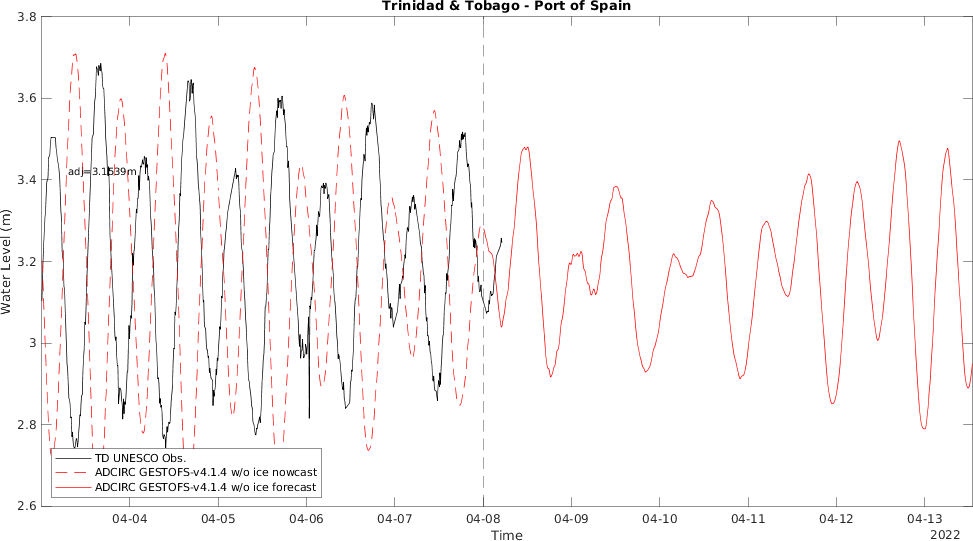 Trinidad & Tobago - Port of Spain
3.8
3.6
3.4
3.2
3
2.8
2.6
Water Level (m)
adj=3.1539m
TD UNESCO Obs.
ADCIRC GESTOFS-v4.1.4 w/o ice nowcast
ADCIRC GESTOFS-v4.1.4 w/o ice forecast
04-04 04-05 04-06 04-07 04-08 04-09 04-10 04-11 04-12 04-13
Time
2022